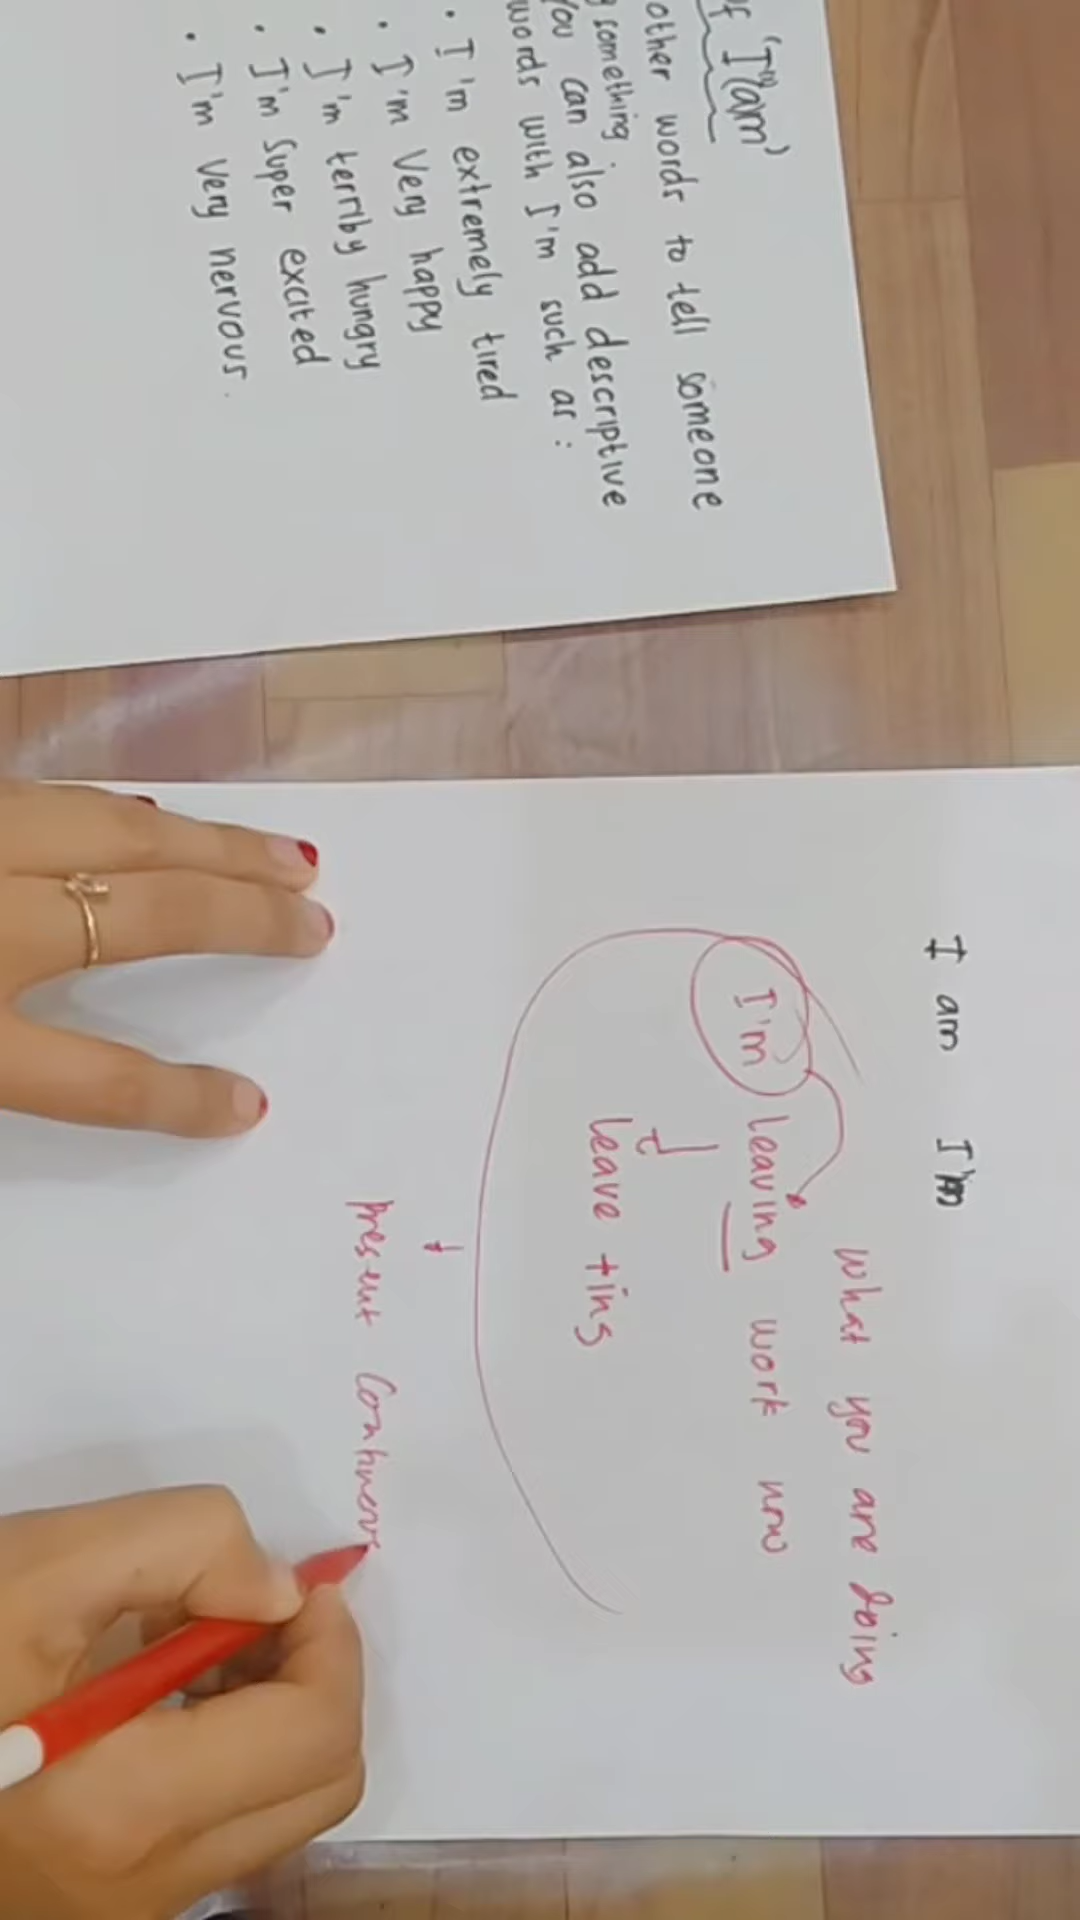 of 'I'm'/am'
other words to tell someone
something. You can also add descriptive
words with I'm such as :
· I'm extremely tired
· I'm very happy
· I'm terribly hungry
· I'm super excited
· I'm very nervous.
I am I'm
what you are doing
I'm leaving work now
leave + ing
present continuous